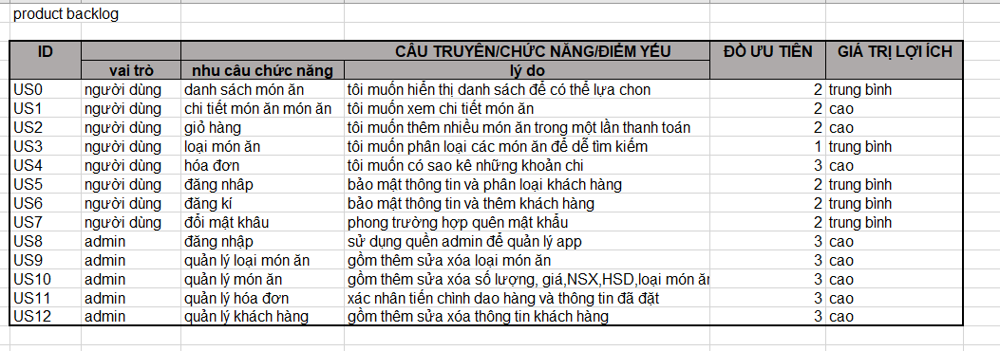 product backlog
ID CÂU TRUYÊN/CHỨC NĂNG/ĐIỂM YẾU ĐỒ ƯU TIÊN GIÁ TRỊ LỢI ÍCH
vai trò nhu câu chức năng lý do
US0 người dùng danh sách món ăn tôi muốn hiển thị danh sách để có thể lựa chon 2 trung bình
US1 người dùng chi tiết món ăn món ăn tôi muốn xem chi tiết món ăn 2 cao
US2 người dùng giỏ hàng tôi muốn thêm nhiều món ăn trong một lần thanh toán 2 cao
US3 người dùng loại món ăn tôi muốn phân loại các món ăn để dễ tìm kiếm 1 trung bình
US4 người dùng hóa đơn tôi muốn có sao kê những khoản chi 3 cao
US5 người dùng đăng nhâp bảo mật thông tin và phân loại khách hàng 2 trung bình
US6 người dùng đăng kí bảo mật thông tin và thêm khách hàng 2 trung bình
US7 người dùng đổi mật khâu phong trường hợp quên mật khẩu 2 trung bình
US8 admin đăng nhập sử dụng quền admin để quản lý app 3 cao
US9 admin quản lý loại món ăn gồm thêm sửa xóa loại món ăn 3 cao
US10 admin quản lý món ăn gồm thêm sửa xóa số lượng, giá,NSX,HSD,loại món ăn 3 cao
US11 admin quản lý hóa đơn xác nhân tiến chình dao hàng và thông tin đã đặt 3 cao
US12 admin quản lý khách hàng gồm thêm sửa xóa thông tin khách hàng 3 cao